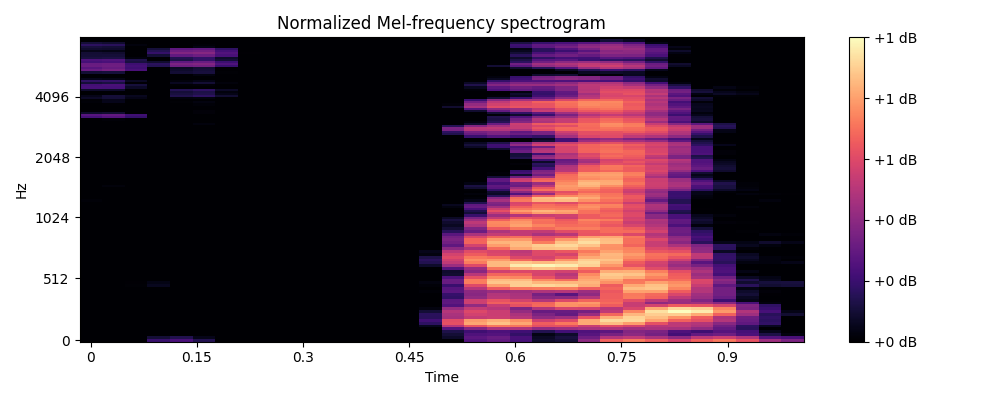 Normalized Mel-frequency spectrogram
Hz
4096
2048
1024
512
0
0 0.15 0.3 0.45 0.6 0.75 0.9
Time
+1 dB
+1 dB
+1 dB
+0 dB
+0 dB
+0 dB